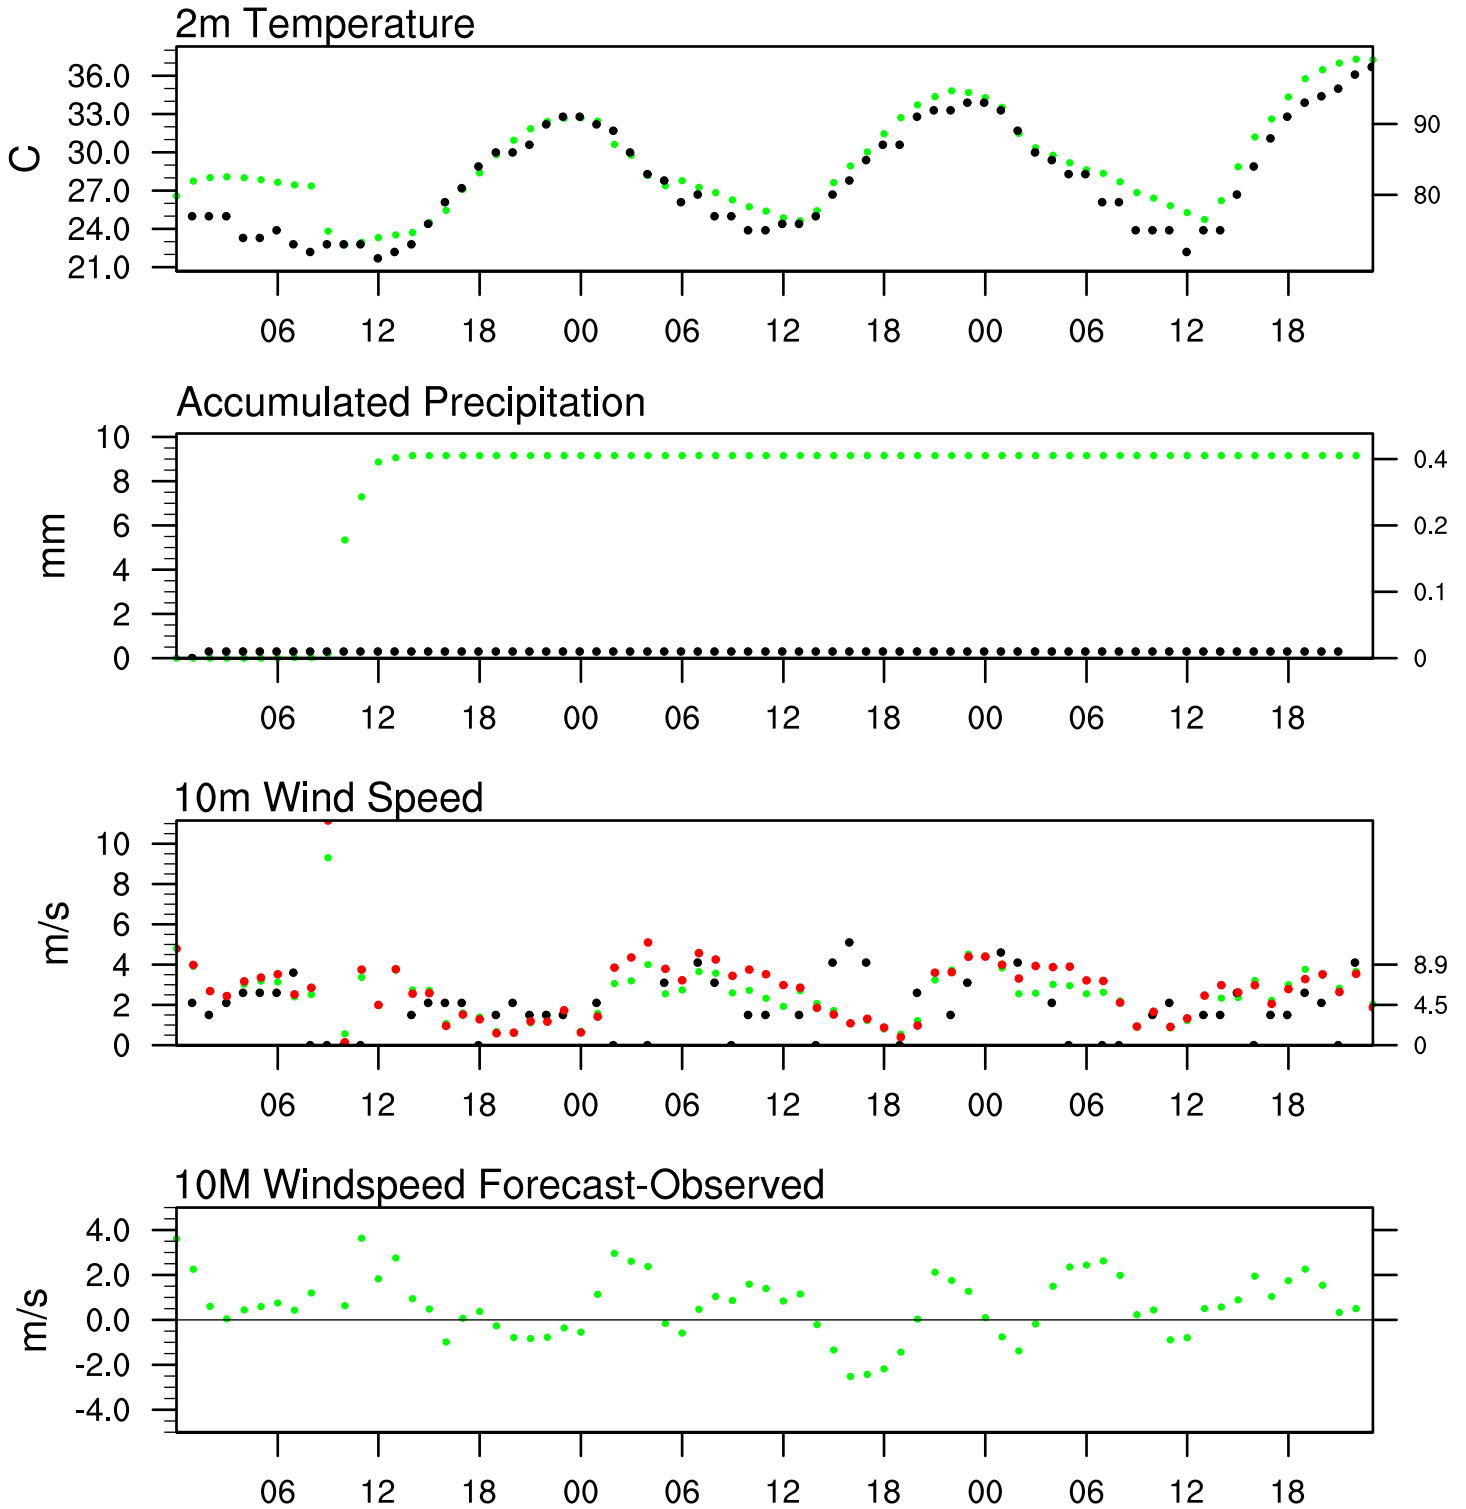 2m Temperature
C
36.0
33.0
30.0
27.0
24.0
21.0
90
80
06 12 18 00 06 12 18 00 06 12 18
Accumulated Precipitation
mm
10
8
6
4
2
0
0.4
0.2
0.1
0
06 12 18 00 06 12 18 00 06 12 18
10m Wind Speed
m/s
10
8
6
4
2
0
8.9
4.5
0
06 12 18 00 06 12 18 00 06 12 18
10M Windspeed Forecast-Observed
m/s
4.0
2.0
0.0
-2.0
-4.0
06 12 18 00 06 12 18 00 06 12 18